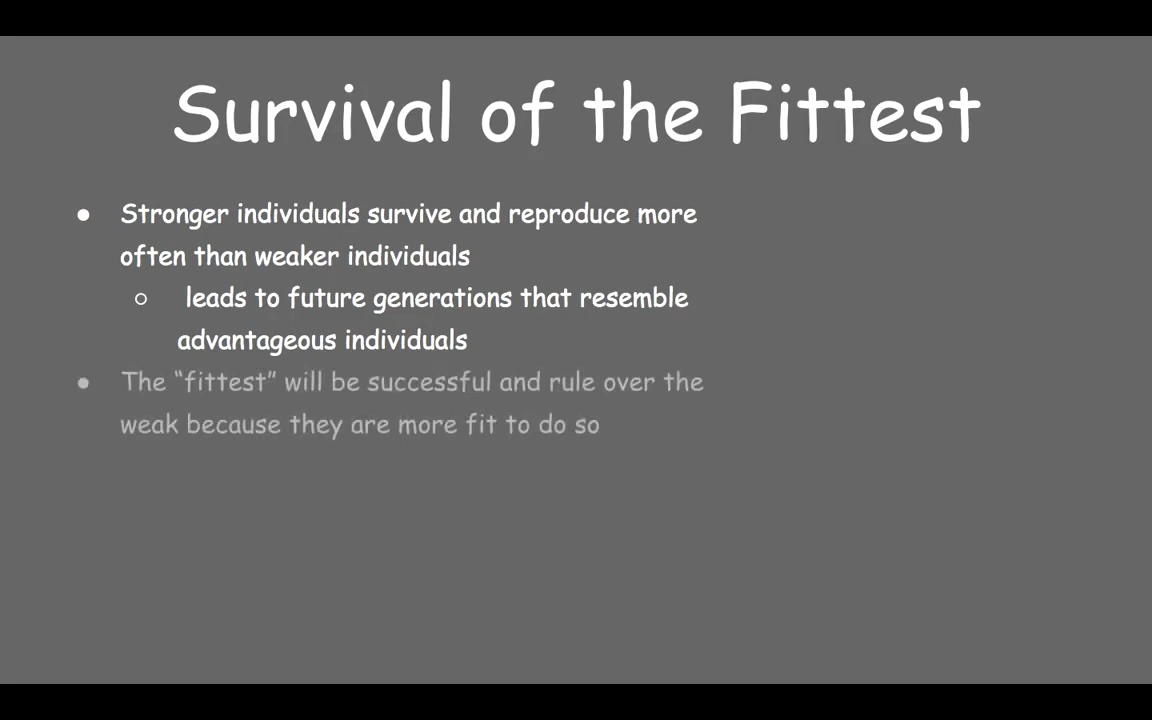 Survival of the Fittest
● Stronger individuals survive and reproduce more
often than weaker individuals
○ leads to future generations that resemble
advantageous individuals
● The “fittest” will be successful and rule over the
weak because they are more fit to do so